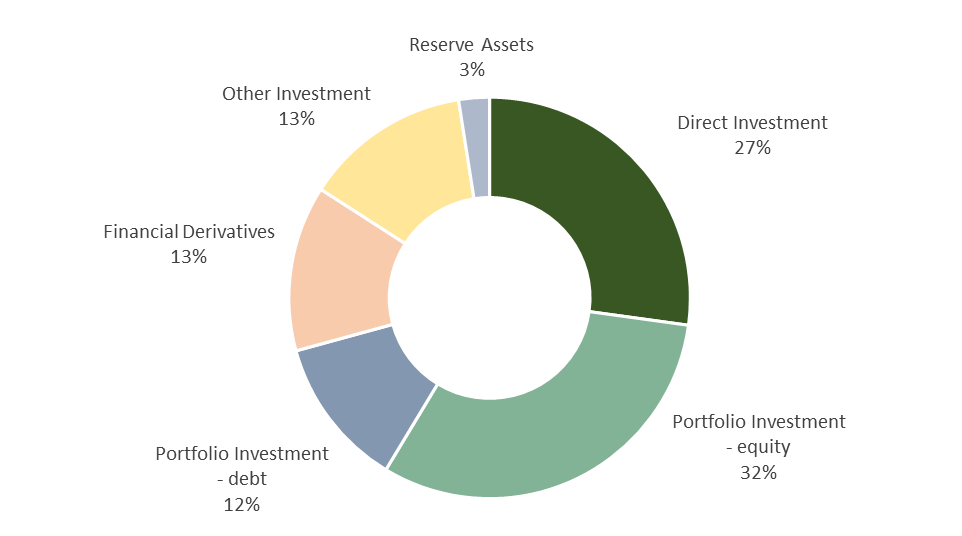 Reserve Assets
3%
Other Investment
13%
Direct Investment
27%
Financial Derivatives
13%
Portfolio Investment
- equity
32%
Portfolio Investment
- debt
12%